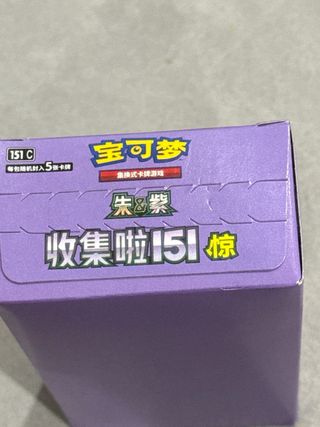 151 C
每包随机封入5张卡牌
宝可梦
集换式卡牌游戏
朱&紫
收集啦151 惊